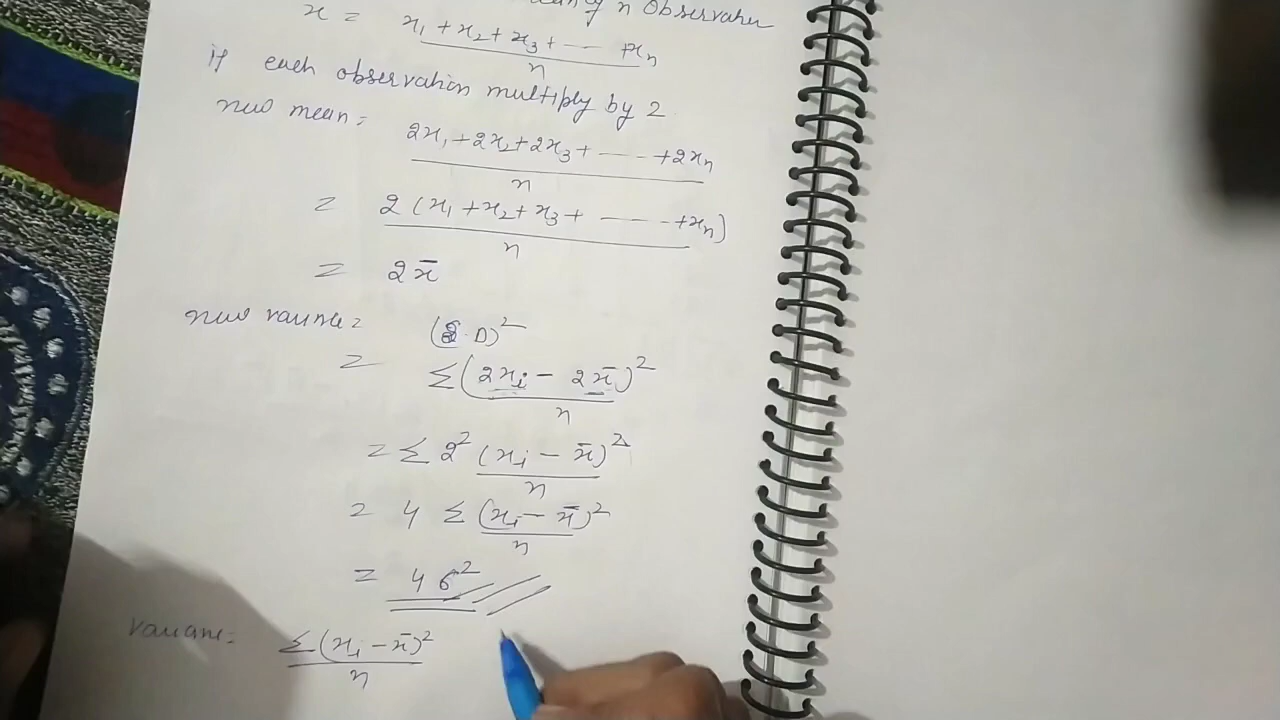 x = x₁ + x₂ + x₃ + ---- + xₙ / n of n Observation
if each observation multiply by 2
new mean = 2x₁ + 2x₂ + 2x₃ + ---- + 2xₙ / n
= 2 (x₁ + x₂ + x₃ + ---- + xₙ) / n
= 2x̄
new variance = (S.D)²
= Σ(2xᵢ - 2x̄)² / n
= Σ 2² (xᵢ - x̄)² / n
= 4 Σ (xᵢ - x̄)² / n
= 4σ²
variance = Σ(xᵢ - x̄)² / n